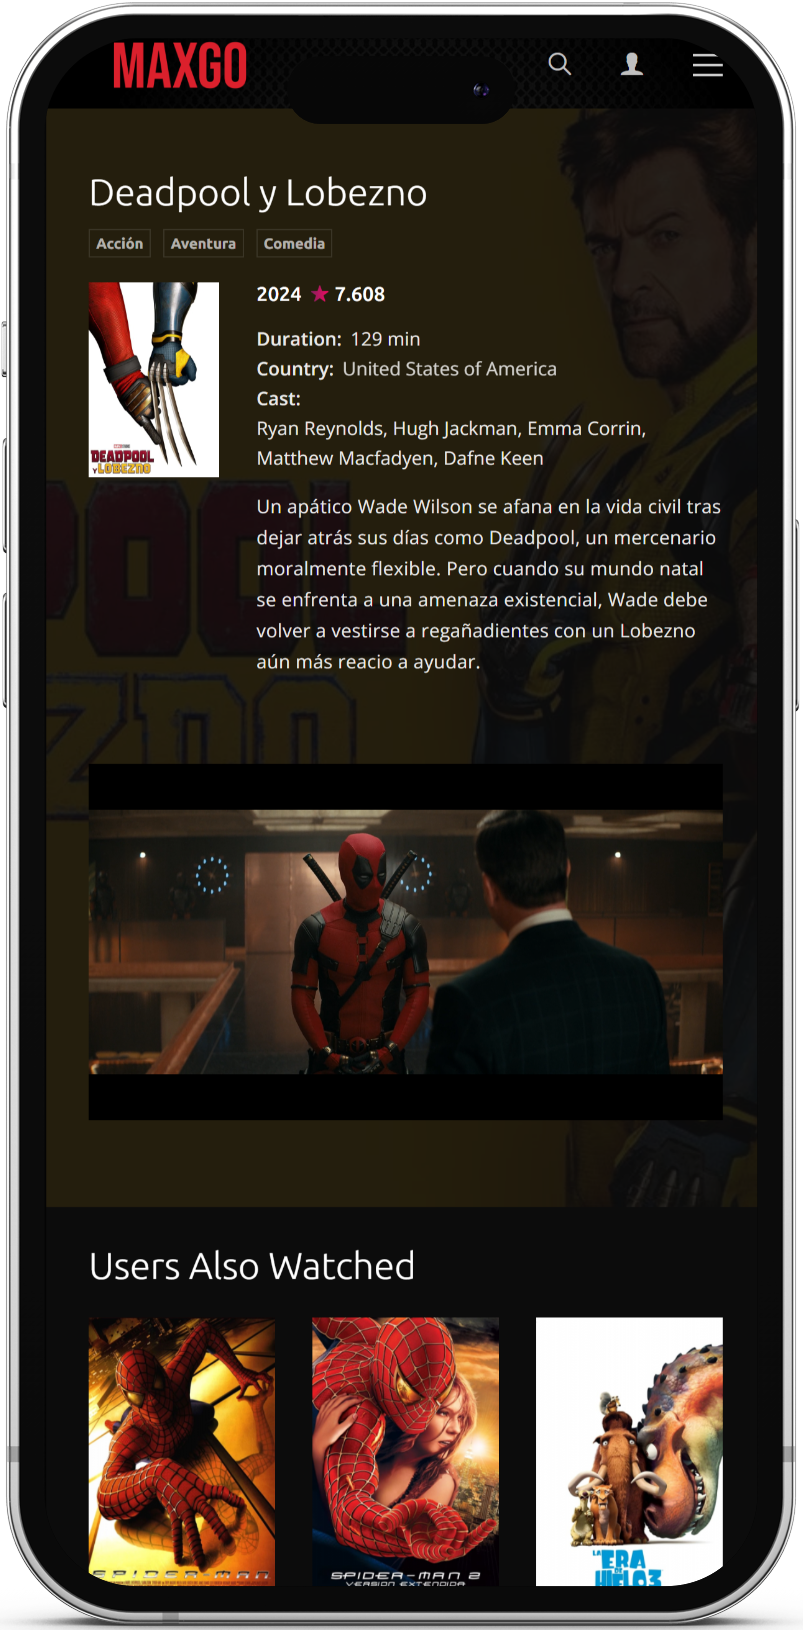 MAXGO
Deadpool y Lobezno
Acción Aventura Comedia
2024 ★ 7.608
Duration: 129 min
Country: United States of America
Cast:
Ryan Reynolds, Hugh Jackman, Emma Corrin,
Matthew Macfadyen, Dafne Keen
Un apático Wade Wilson se afana en la vida civil tras
dejar atrás sus días como Deadpool, un mercenario
moralmente flexible. Pero cuando su mundo natal
se enfrenta a una amenaza existencial, Wade debe
volver a vestirse a regañadientes con un Lobezno
aún más reacio a ayudar.
DEADPOOL
Y LOBEZNO
POOL
Users Also Watched
SPIDER-MAN
SPIDER-MAN 2
VERSION EXTENDIDA
LA ERA
HIELO 3